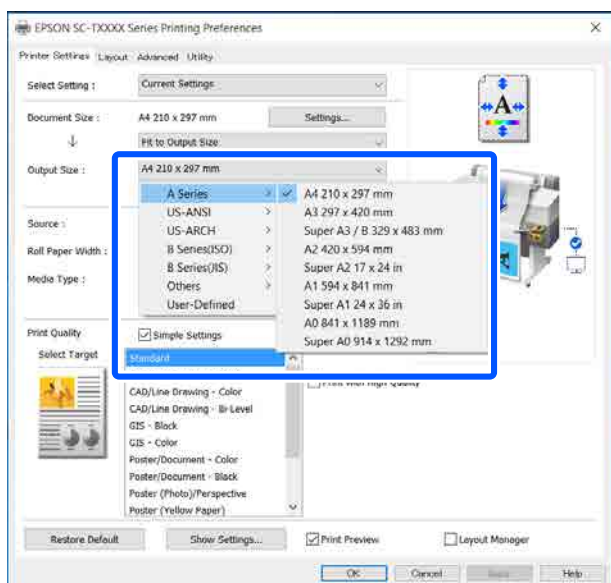 EPSON SC-TXXXX Series Printing Preferences
Printer Settings Layout Advanced Utility
Select Setting : Current Settings
Document Size : A4 210 x 297 mm Settings...
Fit to Output Size
Output Size : A4 210 x 297 mm
A Series
US-ANSI
US-ARCH
B Series(ISO)
B Series(JIS)
Others
User-Defined
A4 210 x 297 mm
A3 297 x 420 mm
Super A3 / B 329 x 483 mm
A2 420 x 594 mm
Super A2 17 x 24 in
A1 594 x 841 mm
Super A1 24 x 36 in
A0 841 x 1189 mm
Super A0 914 x 1292 mm
Source :
Roll Paper Width :
Media Type :
A
Print Quality
Simple Settings
Select Target
Standard
Print with High Quality
CAD/Line Drawing - Color
CAD/Line Drawing - Bi-Level
GIS - Block
GIS - Color
Poster/Document - Color
Poster/Document - Black
Poster (Photo)/Perspective
Poster (Yellow Paper)
Restore Default Show Settings... Print Preview Layout Manager
OK Cancel Help